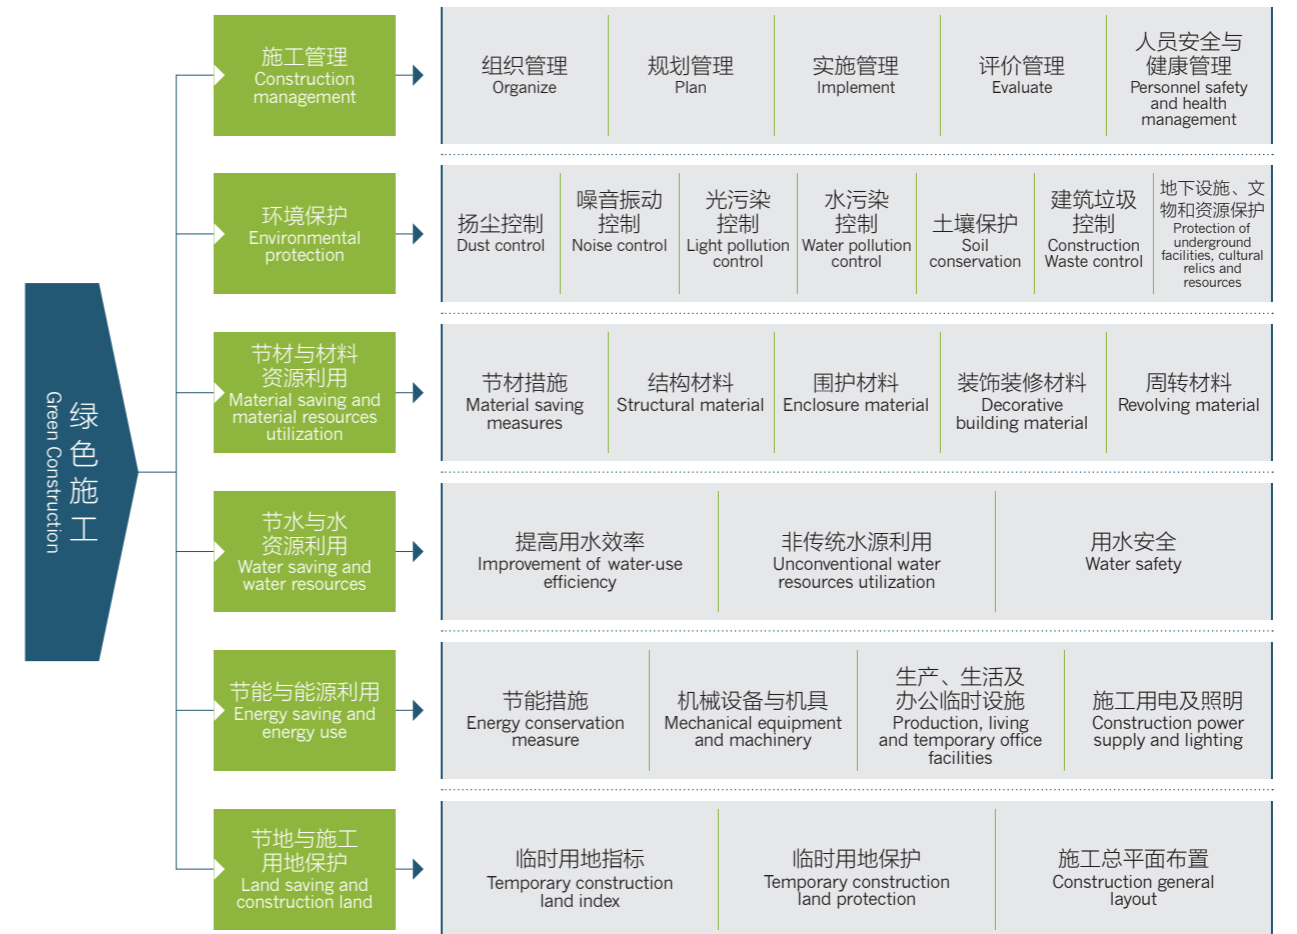 绿色施工
Green Construction
施工管理
Construction
management
组织管理
Organize
规划管理
Plan
实施管理
Implement
评价管理
Evaluate
人员安全与
健康管理
Personnel safety
and health
management
环境保护
Environmental
protection
扬尘控制
Dust control
噪音振动
控制
Noise control
光污染
控制
Light pollution
control
水污染
控制
Water pollution
control
土壤保护
Soil
conservation
建筑垃圾
控制
Construction
Waste control
地下设施、文
物和资源保护
Protection of
underground
facilities, cultural
relics and
resources
节材与材料
资源利用
Material saving and
material resources
utilization
节材措施
Material saving
measures
结构材料
Structural material
围护材料
Enclosure material
装饰装修材料
Decorative
building material
周转材料
Revolving material
节水与水
资源利用
Water saving and
water resources
提高用水效率
Improvement of water-use
efficiency
非传统水源利用
Unconventional water
resources utilization
用水安全
Water safety
节能与能源利用
Energy saving and
energy use
节能措施
Energy conservation
measure
机械设备与机具
Mechanical equipment
and machinery
生产、生活及
办公临时设施
Production, living
and temporary office
facilities
施工用电及照明
Construction power
supply and lighting
节地与施工
用地保护
Land saving and
construction land
临时用地指标
Temporary construction
land index
临时用地保护
Temporary construction
land protection
施工总平面布置
Construction general
layout